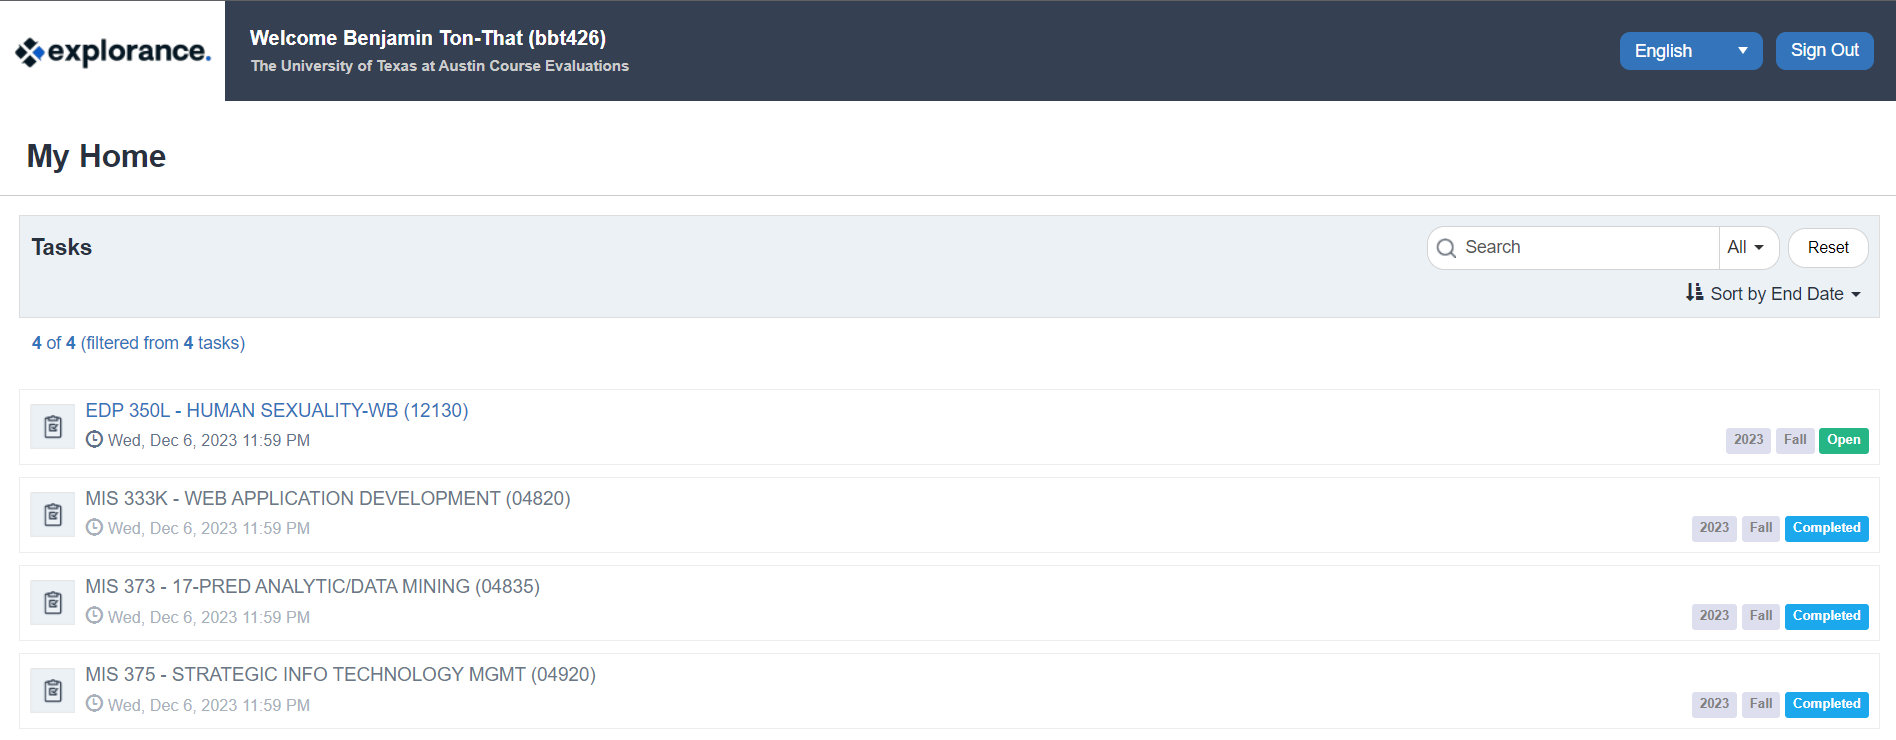 explorance.
Welcome Benjamin Ton-That (bbt426)
The University of Texas at Austin Course Evaluations
English
Sign Out
My Home
Tasks
Search
All
Reset
Sort by End Date
4 of 4 (filtered from 4 tasks)
EDP 350L - HUMAN SEXUALITY-WB (12130)
Wed, Dec 6, 2023 11:59 PM
2023 Fall Open
MIS 333K - WEB APPLICATION DEVELOPMENT (04820)
Wed, Dec 6, 2023 11:59 PM
2023 Fall Completed
MIS 373 - 17-PRED ANALYTIC/DATA MINING (04835)
Wed, Dec 6, 2023 11:59 PM
2023 Fall Completed
MIS 375 - STRATEGIC INFO TECHNOLOGY MGMT (04920)
Wed, Dec 6, 2023 11:59 PM
2023 Fall Completed